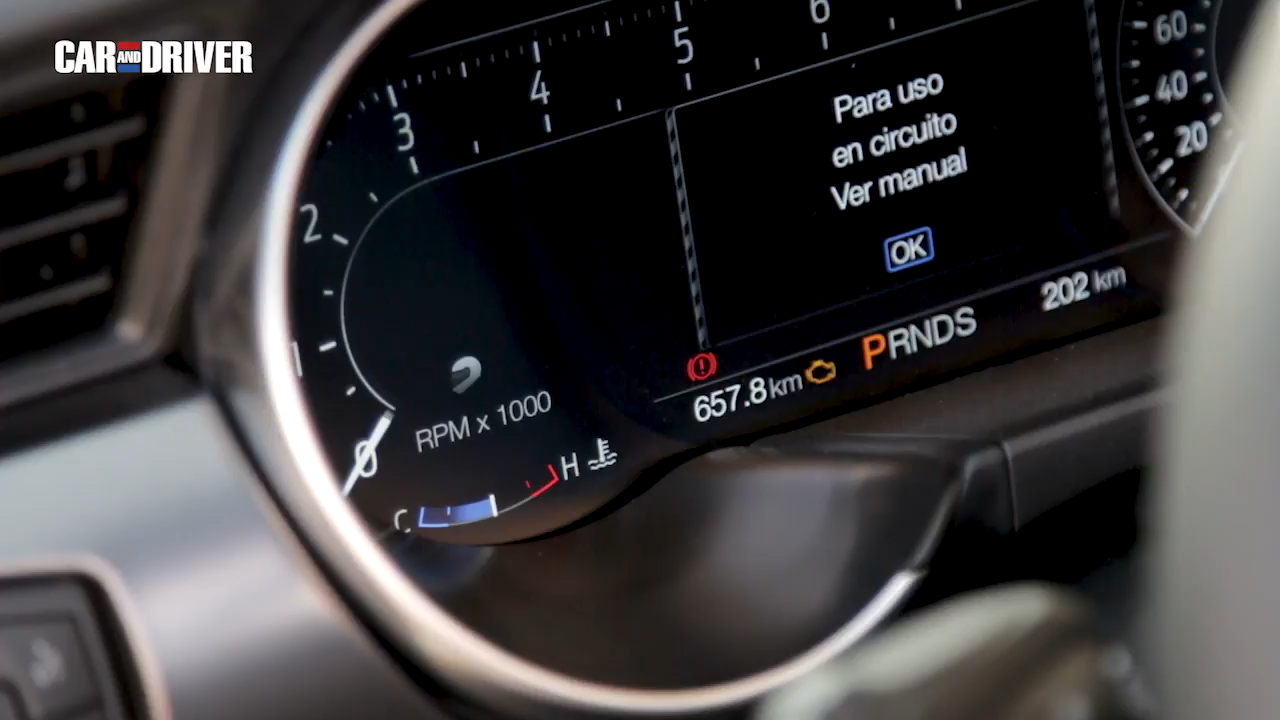 CAR AND DRIVER
6
5
4
3
2
1
0
60
40
20
Para uso
en circuito
Ver manual
OK
202 km
PRNDS
657.8 km
RPM x 1000
H
C